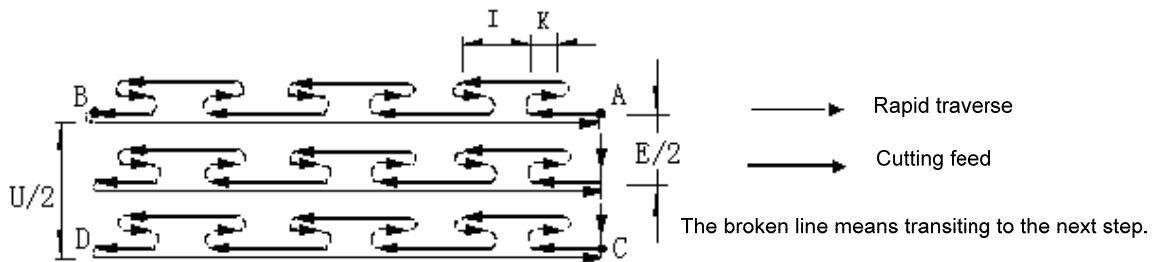 I K
B A
Rapid traverse
E/2
Cutting feed
U/2
The broken line means transiting to the next step.
D C